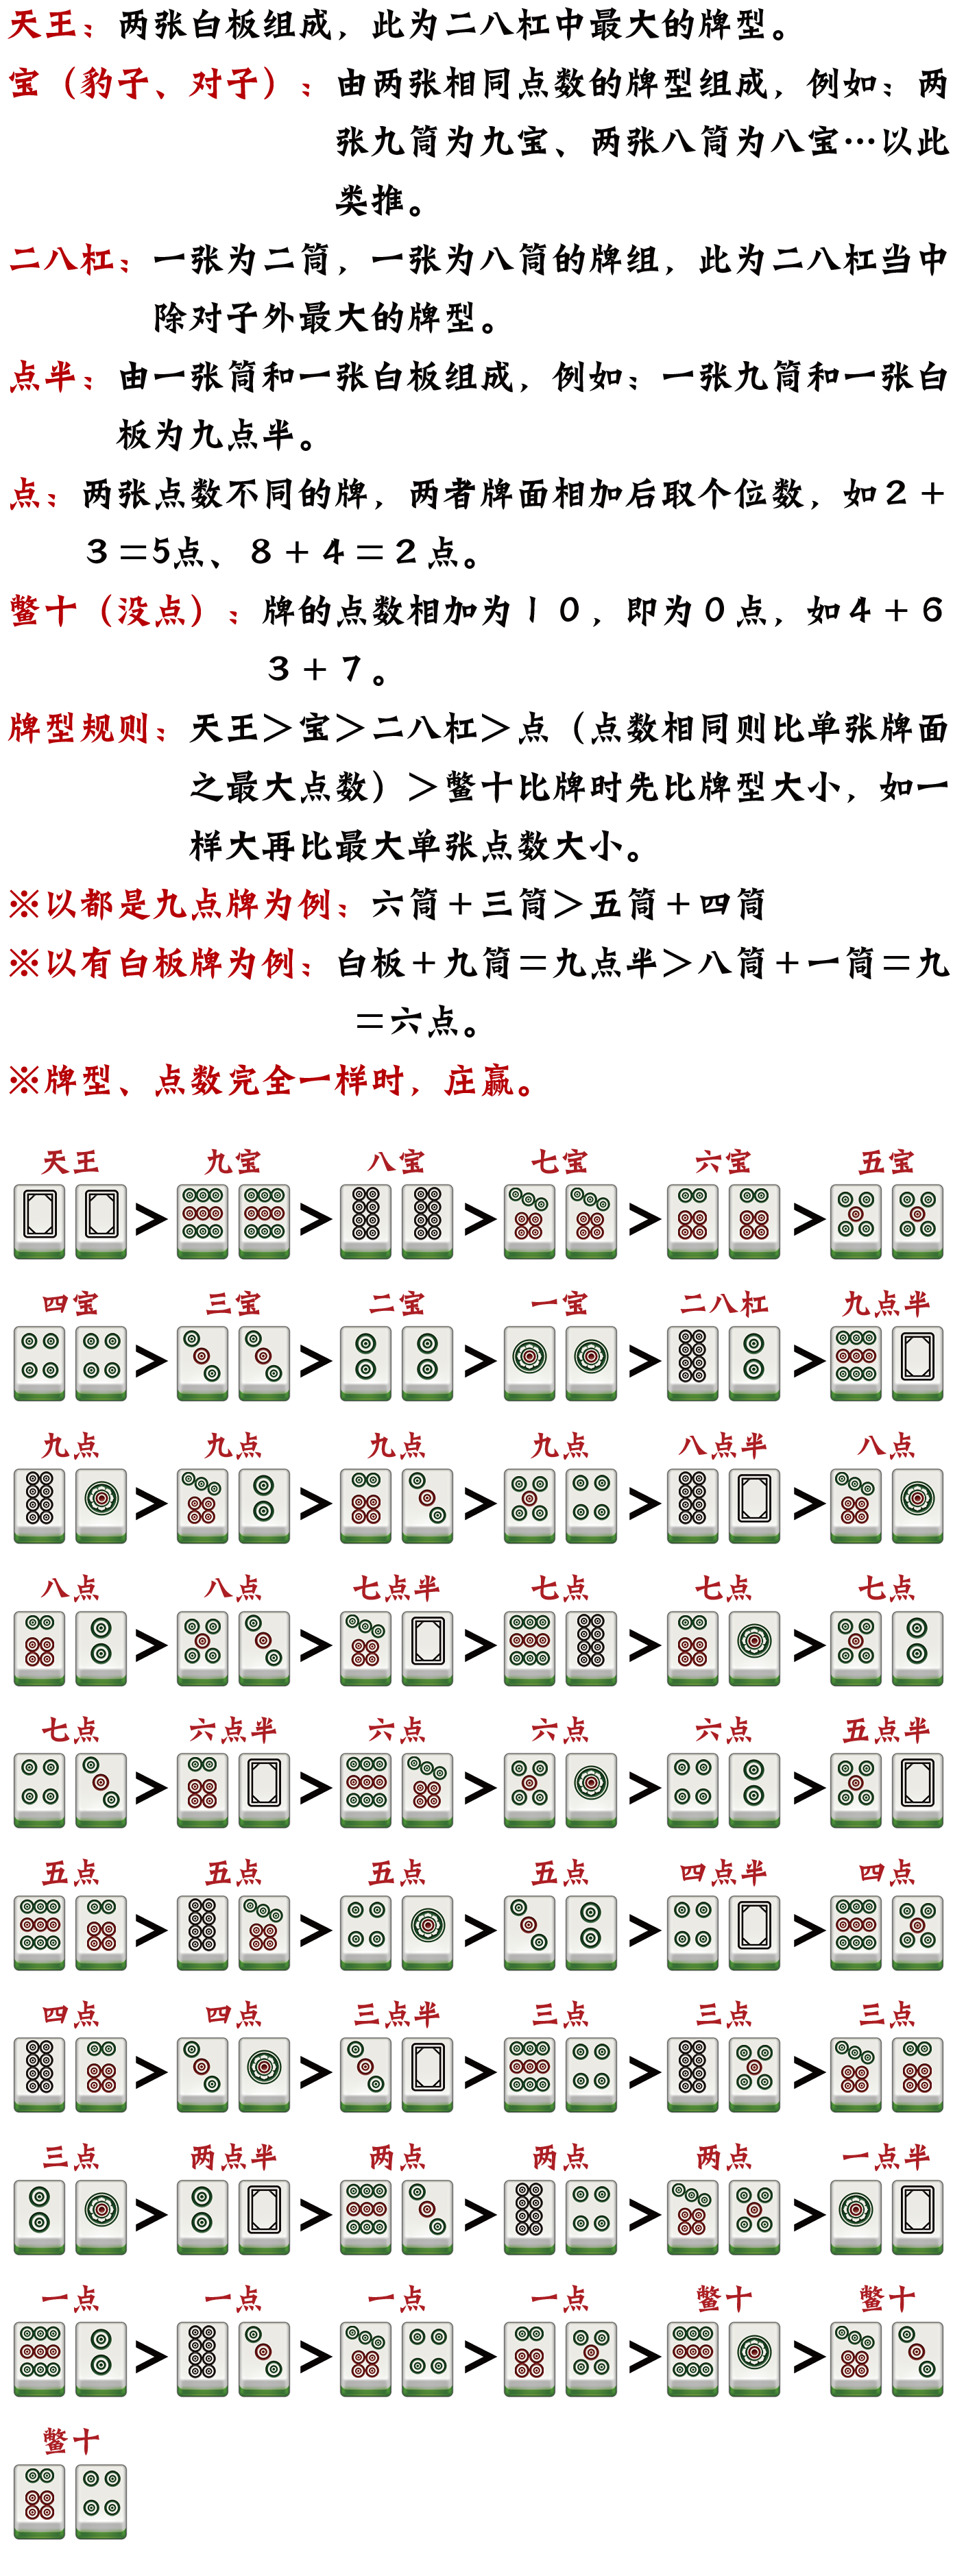 天王：两张白板组成，此为二八杠中最大的牌型。
宝（豹子、对子）：由两张相同点数的牌型组成，例如：两
张九筒为九宝、两张八筒为八宝…以此
类推。
二八杠：一张为二筒，一张为八筒的牌组，此为二八杠当中
除对子外最大的牌型。
点半：由一张筒和一张白板组成，例如：一张九筒和一张白
板为九点半。
点：两张点数不同的牌，两者牌面相加后取个位数，如2+
3=5点、8+4=2点。
鳖十（没点）：牌的点数相加为10，即为0点，如4+6
3+7。
牌型规则：天王>宝>二八杠>点（点数相同则比单张牌面
之最大点数）>鳖十比牌时先比牌型大小，如一
样大再比最大单张点数大小。
※以都是九点牌为例：六筒+三筒>五筒+四筒
※以有白板牌为例：白板+九筒=九点半>八筒+一筒=九
=六点。
※牌型、点数完全一样时，庄赢。
天王 九宝 八宝 七宝 六宝 五宝
> > > > >
四宝 三宝 二宝 一宝 二八杠 九点半
> > > > >
九点 九点 九点 九点 八点半 八点
> > > > >
八点 八点 七点半 七点 七点 七点
> > > > >
七点 六点半 六点 六点 六点 五点半
> > > > >
五点 五点 五点 五点 四点半 四点
> > > > >
四点 四点 三点半 三点 三点 三点
> > > > >
三点 两点半 两点 两点 两点 一点半
> > > > >
一点 一点 一点 一点 鳖十 鳖十
> > > > >
鳖十